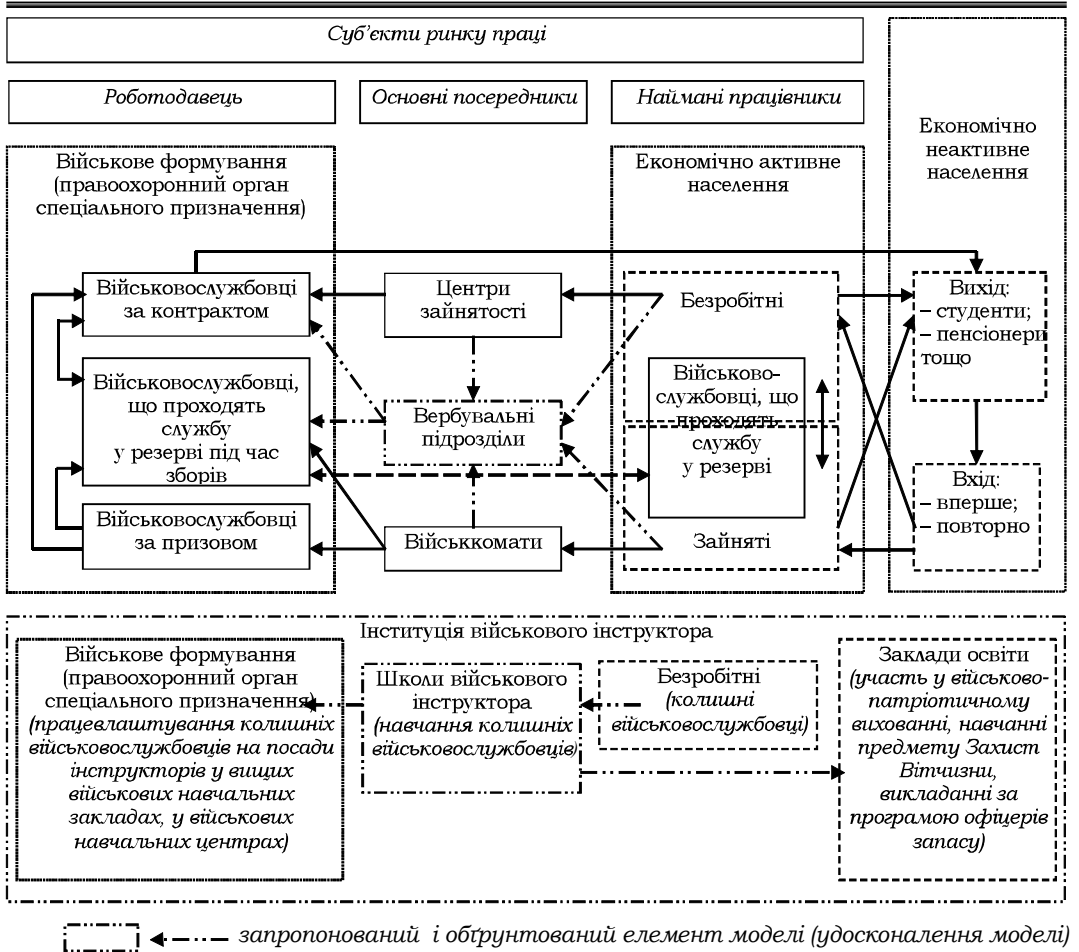 Суб’єкти ринку праці
Роботодавець
Основні посередники
Наймані працівники
Економічно
неактивне
населення
Військове формування
(правоохоронний орган
спеціального призначення)
Економічно активне
населення
Військовослужбовці
за контрактом
Центри
зайнятості
Безробітні
Вихід:
– студенти;
– пенсіонери
тощо
Військовослужбовці,
що проходять
службу
у резерві під час
зборів
Вербувальні
підрозділи
Військово-
службовці, що
проходять
службу
у резерві
Військовослужбовці
за призовом
Військкомати
Зайняті
Вхід:
– вперше;
– повторно
Інституція військового інструктора
Військове формування
(правоохоронний орган
спеціального призначення)
(працевлаштування колишніх
військовослужбовців на посади
інструкторів у вищих
військових навчальних
закладах, у військових
навчальних центрах)
Школи військового
інструктора
(навчання колишніх
військовослужбовців)
Безробітні
(колишні
військовослужбовці)
Заклади освіти
(участь у військово-
патріотичному
вихованні, навчанні
предмету Захист
Вітчизни,
викладанні за
програмою офіцерів
запасу)
запропонований і обґрунтований елемент моделі (удосконалення моделі)